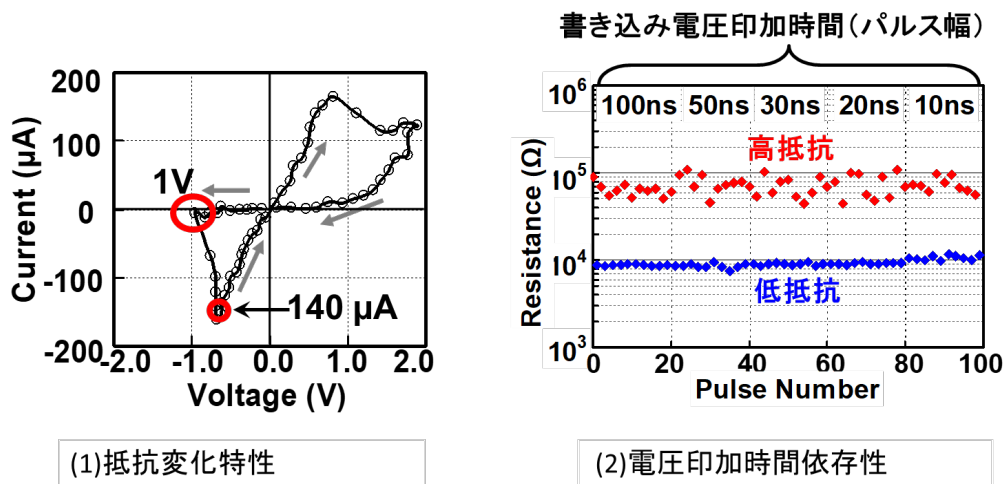 200
100
0
-100
-200
Current (µA)
1V
140 µA
-2.0
-1.0
0.0
1.0
2.0
Voltage (V)
(1)抵抗変化特性
書き込み電圧印加時間(パルス幅)
100ns
50ns
30ns
20ns
10ns
高抵抗
低抵抗
10⁶
10⁵
10⁴
10³
Resistance (Ω)
0
20
40
60
80
100
Pulse Number
(2)電圧印加時間依存性